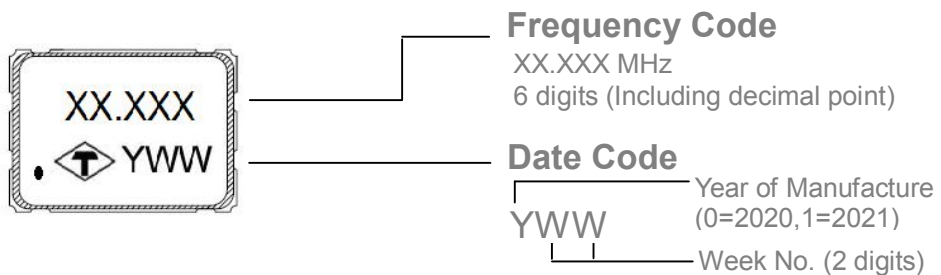 XX.XXX
T YWW
Frequency Code
XX.XXX MHz
6 digits (Including decimal point)
Date Code
YWW
Year of Manufacture
(0=2020,1=2021)
Week No. (2 digits)